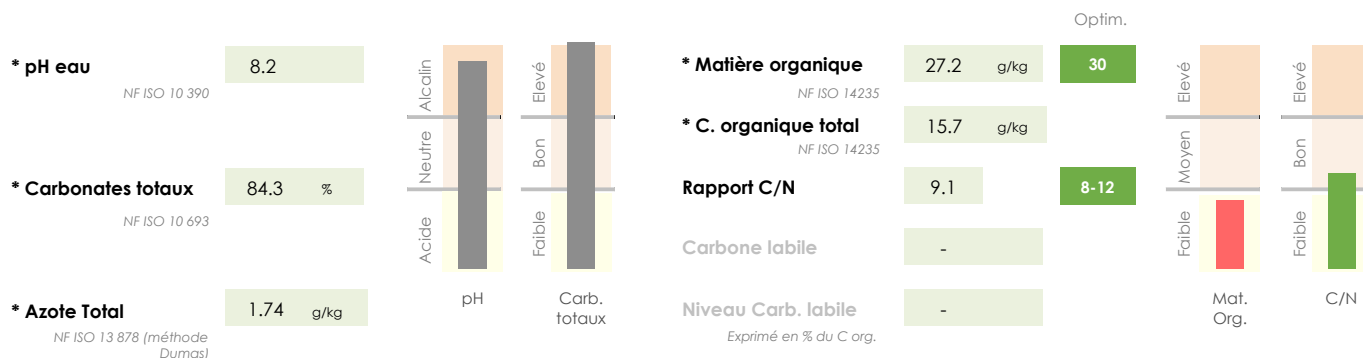 * pH eau
8.2
NF ISO 10 390
* Carbonates totaux
84.3 %
NF ISO 10 693
* Azote Total
1.74 g/kg
NF ISO 13 878 (méthode
Dumas)
Alcalin
Neutre
Acide
pH
Elevé
Bon
Faible
Carb.
totaux
Optim.
* Matière organique
27.2 g/kg
30
NF ISO 14235
* C. organique total
15.7 g/kg
NF ISO 14235
Rapport C/N
9.1
8-12
Carbone labile
-
Niveau Carb. labile
-
Exprimé en % du C org.
Elevé
Moyen
Faible
Mat.
Org.
Elevé
Bon
Faible
C/N